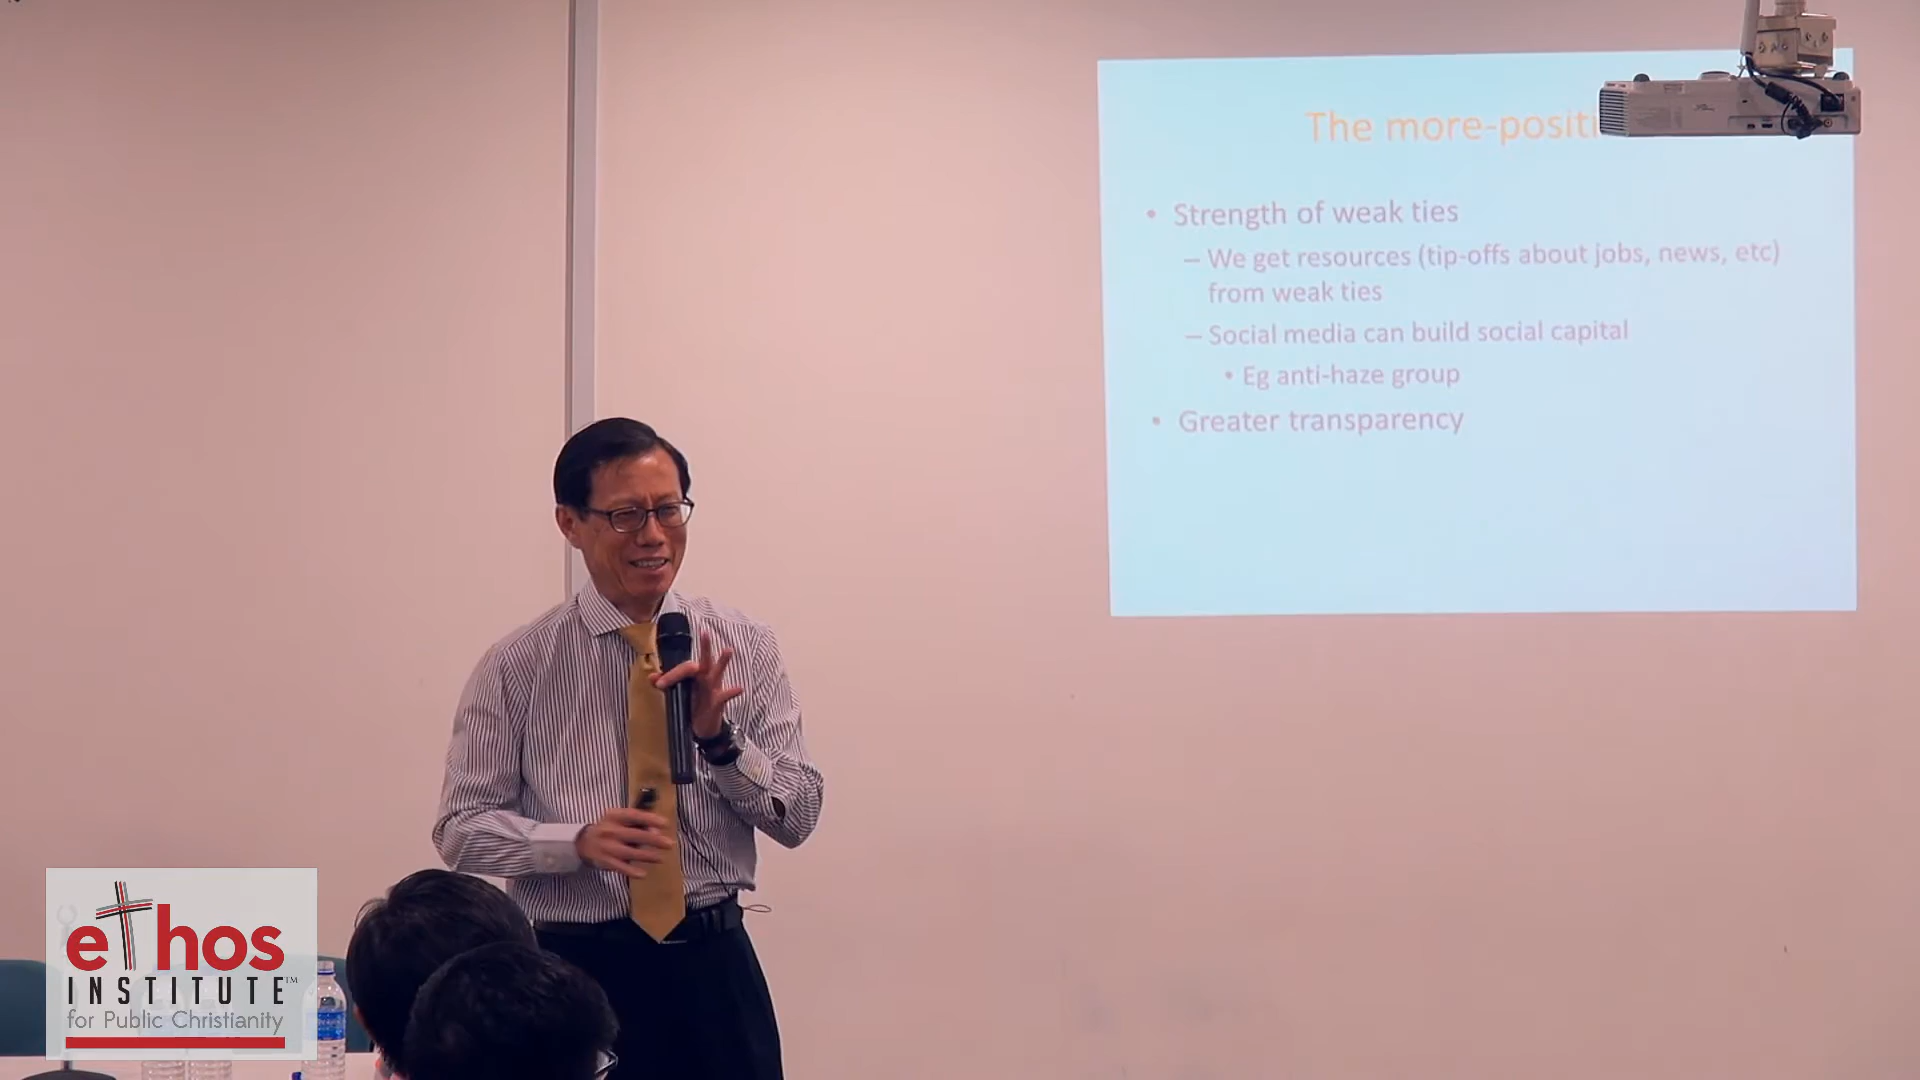 The more-positi
• Strength of weak ties
– We get resources (tip-offs about jobs, news, etc)
from weak ties
– Social media can build social capital
• Eg anti-haze group
• Greater transparency
ethos
INSTITUTE™
for Public Christianity